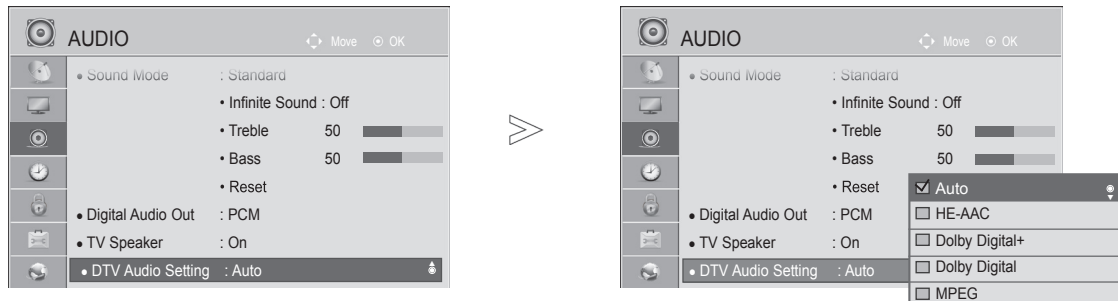 AUDIO Move OK
• Sound Mode : Standard
• Infinite Sound : Off
• Treble 50
• Bass 50
• Reset
● Digital Audio Out : PCM
● TV Speaker : On
● DTV Audio Setting : Auto
AUDIO Move OK
• Sound Mode : Standard
• Infinite Sound : Off
• Treble 50
• Bass 50
• Reset
● Digital Audio Out : PCM
● TV Speaker : On
● DTV Audio Setting : Auto
Auto
HE-AAC
Dolby Digital+
Dolby Digital
MPEG